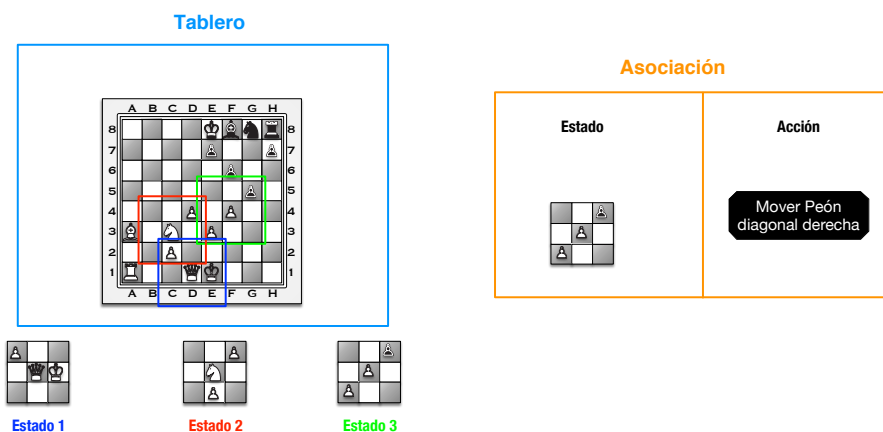 Tablero
A B C D E F G H
8 8
7 7
6 6
5 5
4 4
3 3
2 2
1 1
A B C D E F G H
Estado 1
Estado 2
Estado 3
Asociación
Estado
Acción
Mover Peón
diagonal derecha